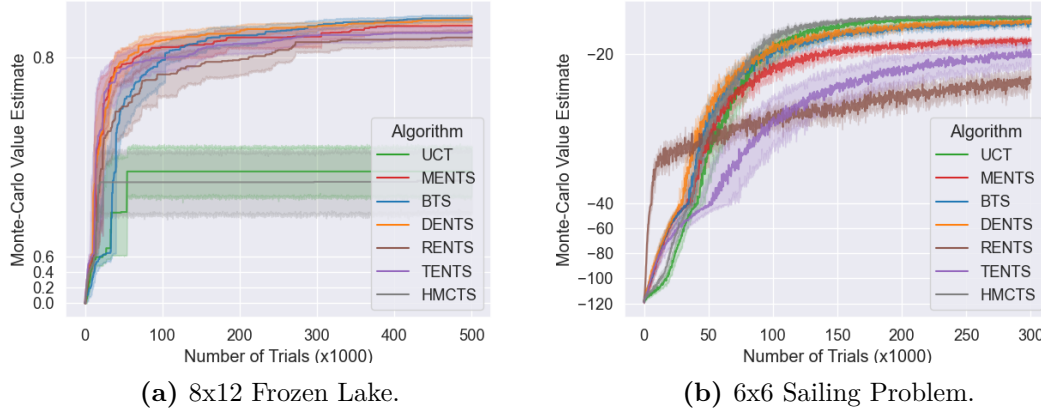 Monte-Carlo Value Estimate
0.8
0.6
0.4
0.2
0.0
Algorithm
UCT
MENTS
BTS
DENTS
RENTS
TENTS
HMCTS
0 100 200 300 400 500
Number of Trials (x1000)
(a) 8x12 Frozen Lake.
Monte-Carlo Value Estimate
-20
-40
-60
-80
-100
-120
Algorithm
UCT
MENTS
BTS
DENTS
RENTS
TENTS
HMCTS
0 50 100 150 200 250 300
Number of Trials (x1000)
(b) 6x6 Sailing Problem.